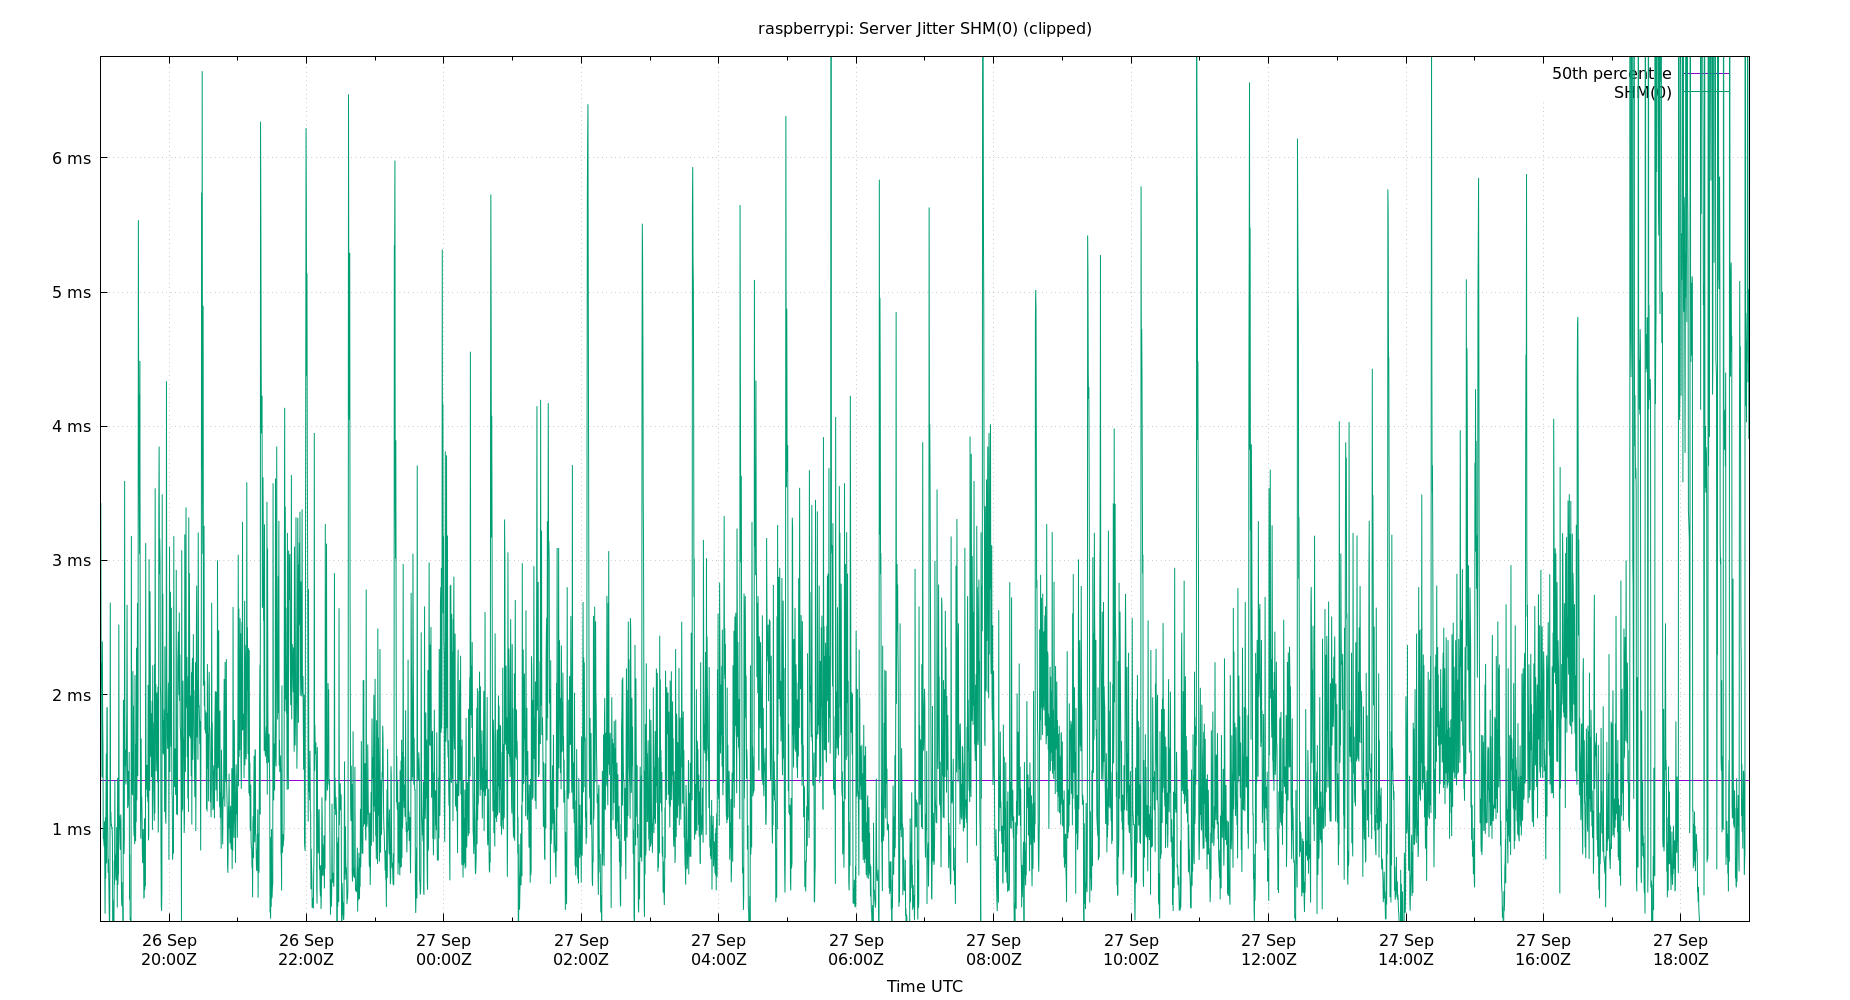 raspberrypi: Server Jitter SHM(0) (clipped)
50th percentile
SHM(0)
6 ms
5 ms
4 ms
3 ms
2 ms
1 ms
26 Sep 26 Sep 27 Sep 27 Sep 27 Sep 27 Sep 27 Sep 27 Sep 27 Sep 27 Sep 27 Sep 27 Sep
20:00Z 22:00Z 00:00Z 02:00Z 04:00Z 06:00Z 08:00Z 10:00Z 12:00Z 14:00Z 16:00Z 18:00Z
Time UTC